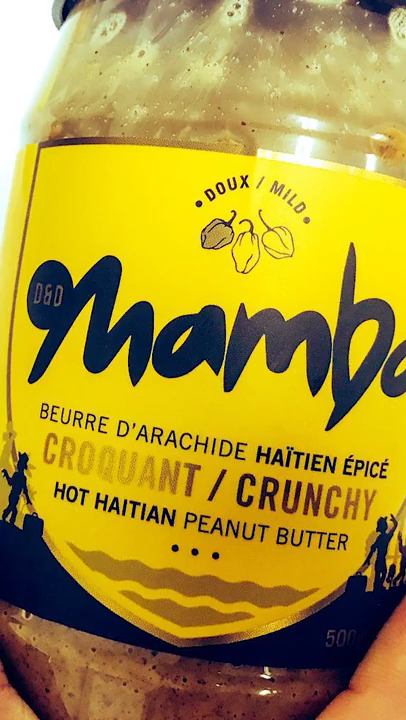 • DOUX / MILD •
D&D
Mamba
BEURRE D'ARACHIDE HAÏTIEN ÉPICÉ
CROQUANT / CRUNCHY
HOT HAITIAN PEANUT BUTTER
• • •
500